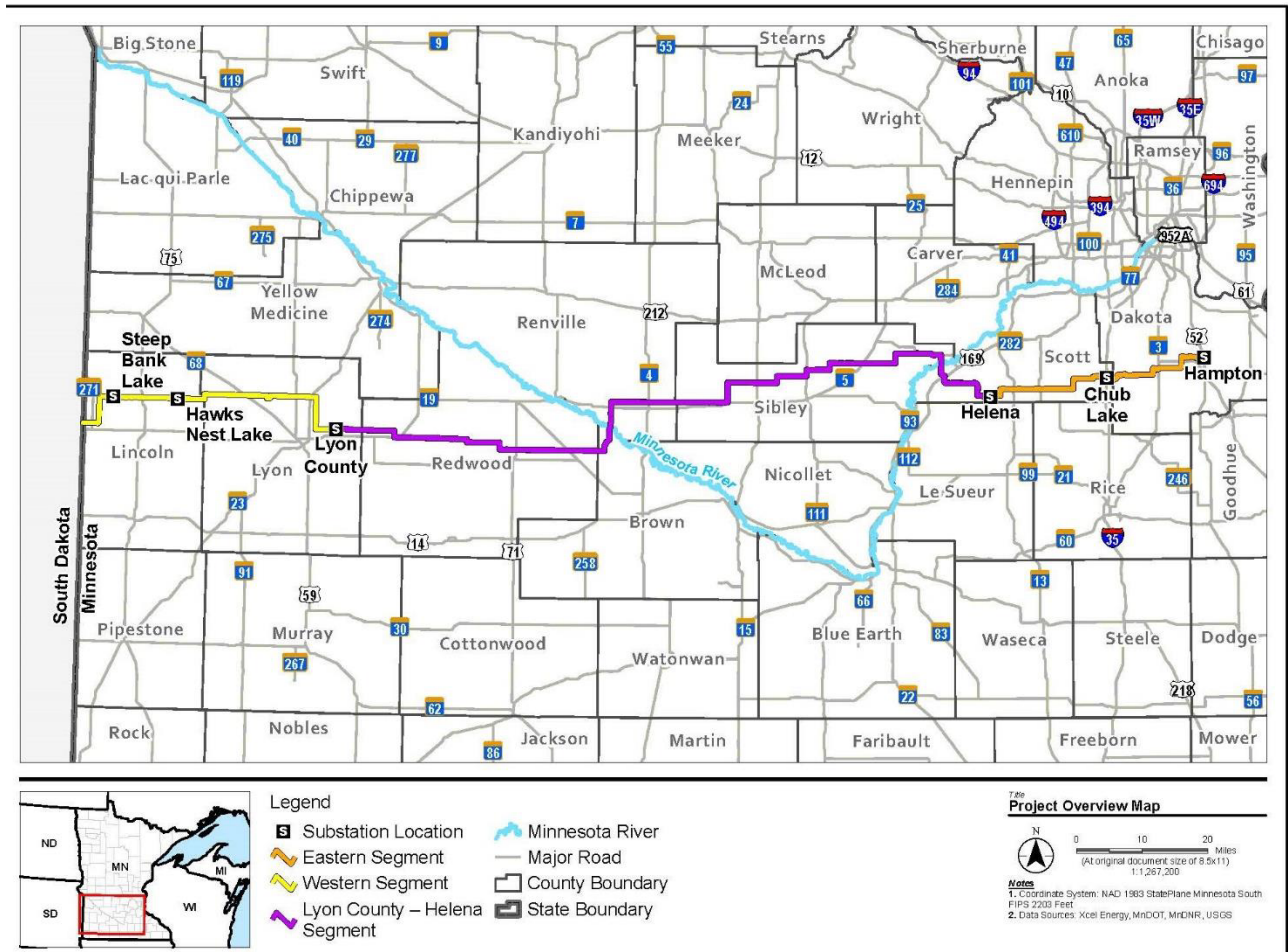 Big Stone
Swift
9
55
Stearns
Sherburne
65
Chisago
119
94
47
101
Anoka
97
24
10
35W
35E
40
29
277
Kandiyohi
Meeker
Wright
610
Ramsey
96
Washington
12
Lac qui Parle
Chippewa
Hennepin
36
694
25
394
7
494
275
100
952A
75
Carver
41
95
McLeod
77
67
Yellow
Medicine
284
61
274
Renville
212
Dakota
Steep
Bank
Lake
68
169
282
Scott
3
52
271
19
4
5
Hampton
Hawks
Nest Lake
Sibley
Helena
Chub
Lake
Lyon
County
93
Lincoln
Lyon
Redwood
Minnesota River
112
Nicollet
Le Sueur
99
21
Rice
246
Goodhue
23
Brown
111
14
71
60
35
South Dakota
Minnesota
91
258
13
59
66
Pipestone
Murray
30
Cottonwood
15
Blue Earth
83
Waseca
Steele
Dodge
267
Watonwan
62
22
218
56
Rock
Nobles
86
Jackson
Martin
Faribault
Freeborn
Mower
ND
MN
MI
SD
WI
Legend
S Substation Location
Eastern Segment
Western Segment
Lyon County – Helena
Segment
Minnesota River
Major Road
County Boundary
State Boundary
Title
Project Overview Map
N
0 10 20
Miles
(At original document size of 8.5x11)
1:1,267,200
Notes
1. Coordinate System: NAD 1983 StatePlane Minnesota South
FIPS 2203 Feet
2. Data Sources: Xcel Energy, MnDOT, MnDNR, USGS